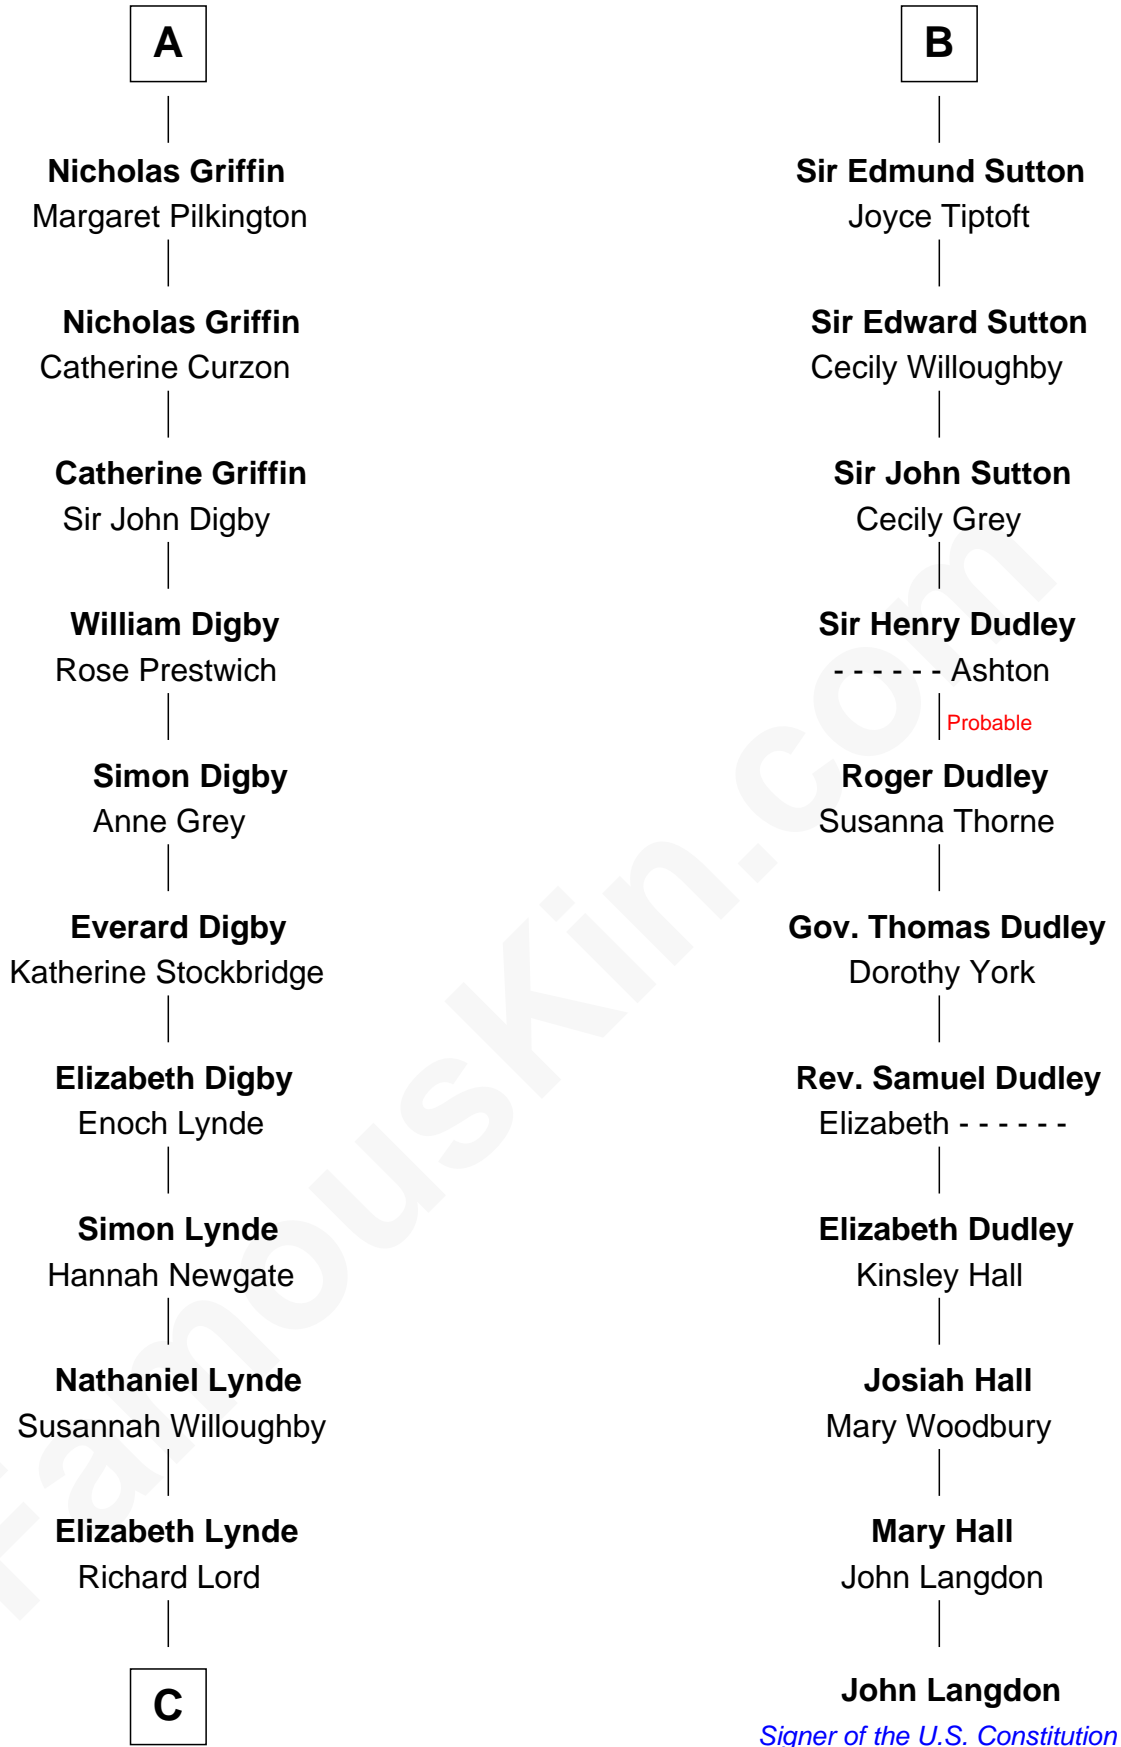 A
Nicholas Griffin
Margaret Pilkington
Nicholas Griffin
Catherine Curzon
Catherine Griffin
Sir John Digby
William Digby
Rose Prestwich
Simon Digby
Anne Grey
Everard Digby
Katherine Stockbridge
Elizabeth Digby
Enoch Lynde
Simon Lynde
Hannah Newgate
Nathaniel Lynde
Susannah Willoughby
Elizabeth Lynde
Richard Lord
C
B
Sir Edmund Sutton
Joyce Tiptoft
Sir Edward Sutton
Cecily Willoughby
Sir John Sutton
Cecily Grey
Sir Henry Dudley
- - - - - - Ashton
Probable
Roger Dudley
Susanna Thorne
Gov. Thomas Dudley
Dorothy York
Rev. Samuel Dudley
Elizabeth - - - - - -
Elizabeth Dudley
Kinsley Hall
Josiah Hall
Mary Woodbury
Mary Hall
John Langdon
John Langdon
Signer of the U.S. Constitution
FamousKin.com